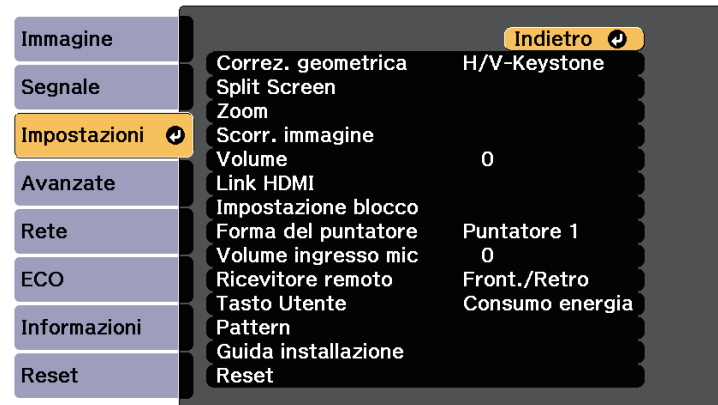 Immagine
Segnale
Impostazioni
Avanzate
Rete
ECO
Informazioni
Reset
Indietro
Correz. geometrica H/V-Keystone
Split Screen
Zoom
Scorr. immagine
Volume 0
Link HDMI
Impostazione blocco
Forma del puntatore Puntatore 1
Volume ingresso mic 0
Ricevitore remoto Front./Retro
Tasto Utente Consumo energia
Pattern
Guida installazione
Reset